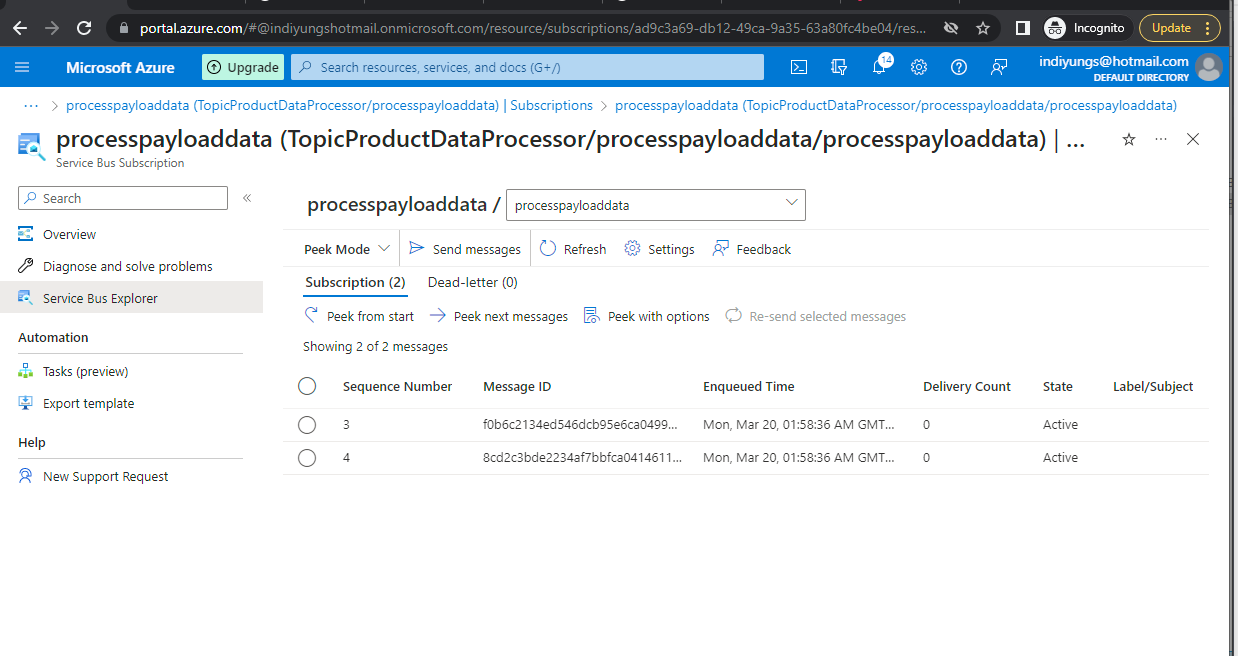 portal.azure.com/#@indiyungshotmail.onmicrosoft.com/resource/subscriptions/ad9c3a69-db12-49ca-9a35-63a80fc4be04/res...
Incognito
Update
Microsoft Azure
Upgrade
Search resources, services, and docs (G+/)
14
indiyungs@hotmail.com
DEFAULT DIRECTORY
... > processpayloaddata (TopicProductDataProcessor/processpayloaddata) | Subscriptions > processpayloaddata (TopicProductDataProcessor/processpayloaddata/processpayloaddata)
processpayloaddata (TopicProductDataProcessor/processpayloaddata/processpayloaddata) | ...
Service Bus Subscription
Search
Overview
Diagnose and solve problems
Service Bus Explorer
Automation
Tasks (preview)
Export template
Help
New Support Request
processpayloaddata / processpayloaddata
Peek Mode Send messages Refresh Settings Feedback
Subscription (2) Dead-letter (0)
Peek from start Peek next messages Peek with options Re-send selected messages
Showing 2 of 2 messages
Sequence Number Message ID Enqueued Time Delivery Count State Label/Subject
3 f0b6c2134ed546dcb95e6ca0499... Mon, Mar 20, 01:58:36 AM GMT... 0 Active
4 8cd2c3bde2234af7bbfca0414611... Mon, Mar 20, 01:58:36 AM GMT... 0 Active